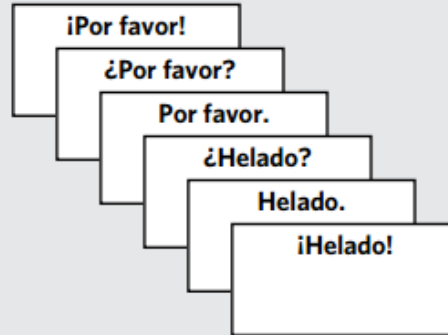 ¡Por favor!
¿Por favor?
Por favor.
¿Helado?
Helado.
¡Helado!